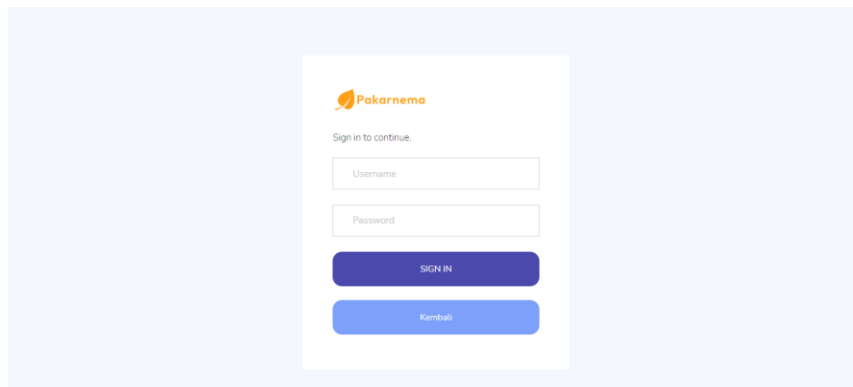 Pakarnema
Sign in to continue.
Username
Password
SIGN IN
Kembali